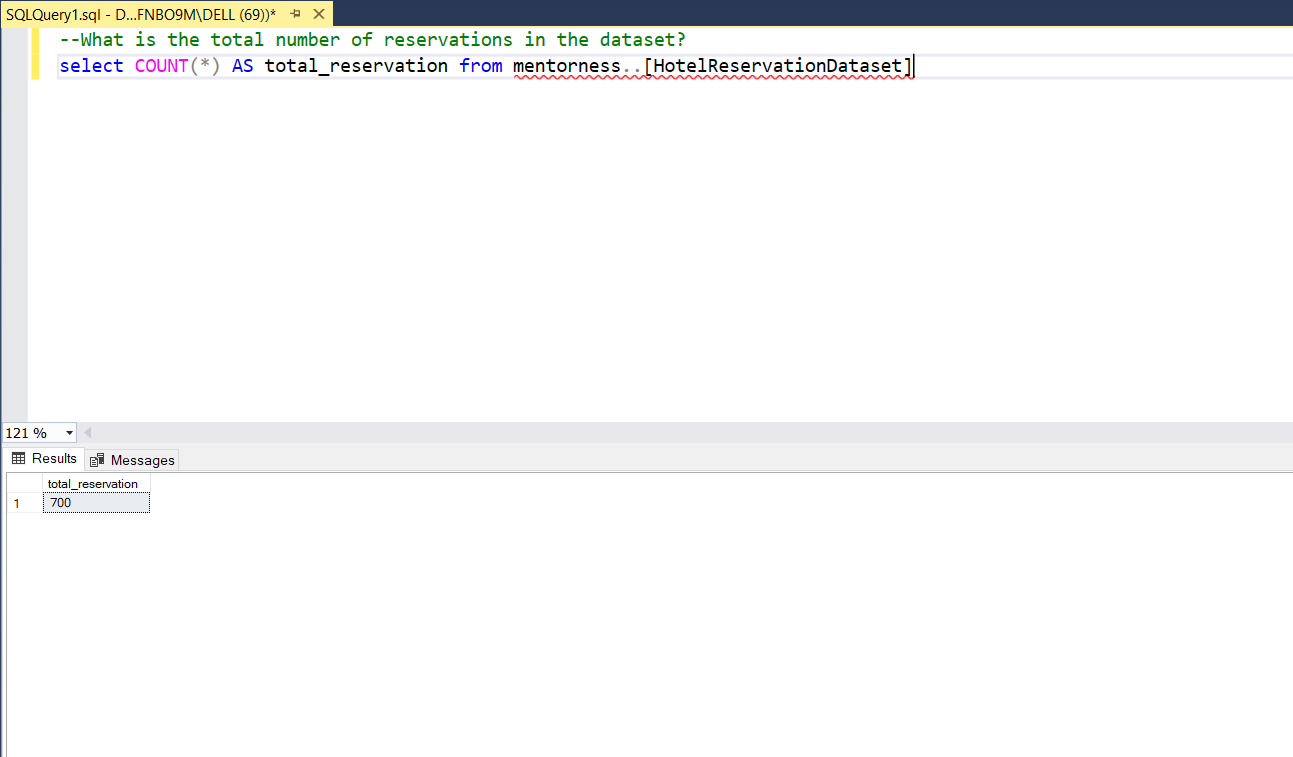 SQLQuery1.sql - D...FNBO9M\DELL (69))*
--What is the total number of reservations in the dataset?
select COUNT(*) AS total_reservation from mentorness..[HotelReservationDataset]
121 %
Results Messages
total_reservation
1 700